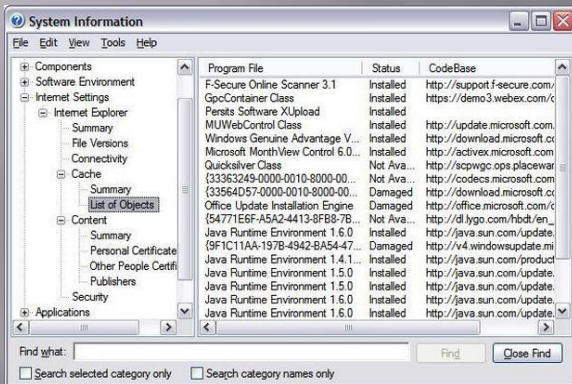 System Information
File Edit View Tools Help
Components
Software Environment
Internet Settings
Internet Explorer
Summary
File Versions
Connectivity
Cache
Summary
List of Objects
Content
Summary
Personal Certificate
Other People Certifi
Publishers
Security
Applications
Program File Status CodeBase
F-Secure Online Scanner 3.1 Installed http://support.f-secure.com/
GpcContainer Class Installed https://demo3.webex.com/c
Persits Software XUpload Installed
MUWebControl Class Installed http://update.microsoft.com.
Windows Genuine Advantage V... Installed http://download.microsoft.cc
Microsoft MonthView Control 6.0... Installed http://activex.microsoft.com/
Quicksilver Class Not Ava... http://scpwgc.ops.placewar
{33363249-0000-0010-8000-00... Not Ava... http://codecs.microsoft.com/
{33564D57-0000-0010-8000-00... Damaged http://download.microsoft.cc
Office Update Installation Engine Damaged http://office.microsoft.com/c
{54771E6F-A5A2-4413-8FB8-7B... Not Ava... http://dl.lygo.com/hbdt/en_
Java Runtime Environment 1.6.0 Installed http://java.sun.com/update.
{9F1C11AA-197B-4942-BA54-47... Damaged http://v4.windowsupdate.mi
Java Runtime Environment 1.4.1... Installed http://java.sun.com/product
Java Runtime Environment 1.5.0 Installed http://java.sun.com/update.
Java Runtime Environment 1.5.0 Installed http://java.sun.com/update.
Java Runtime Environment 1.6.0 Installed http://java.sun.com/update.
Java Runtime Environment 1.6.0 Installed http://java.sun.com/update.
Find what: Find Close Find
Search selected category only Search category names only